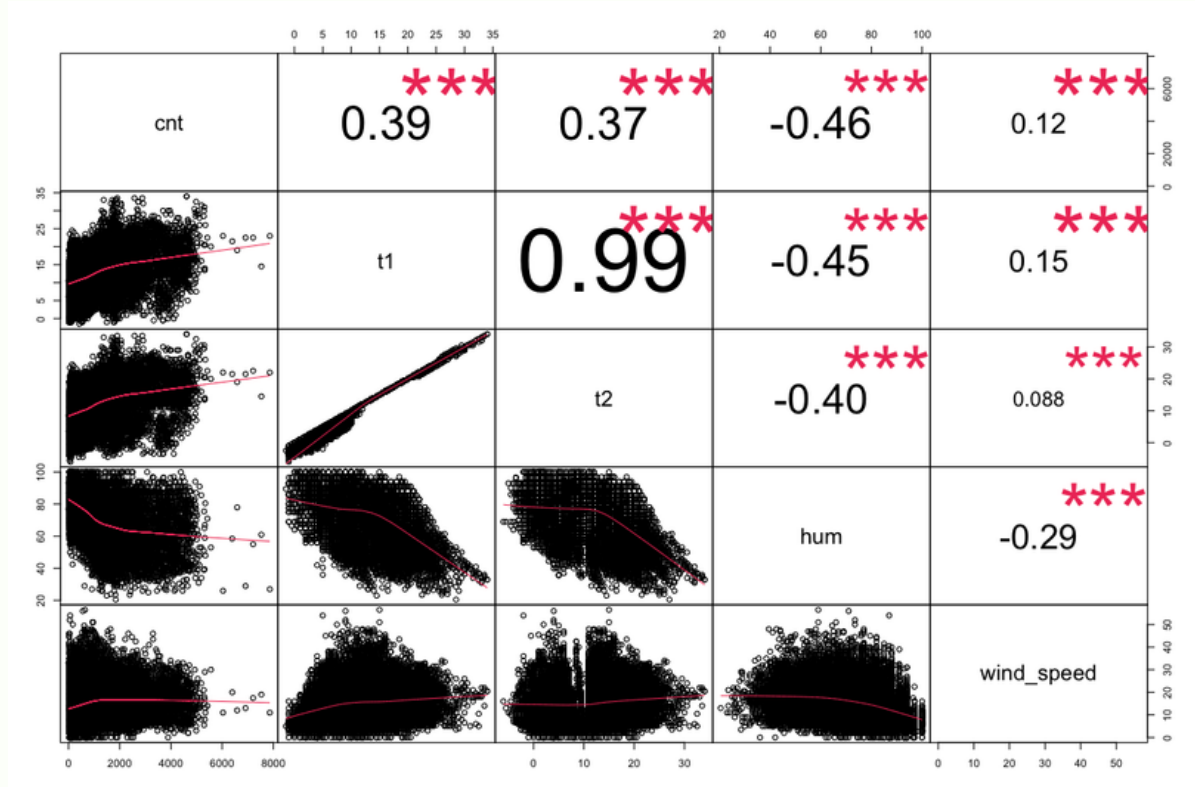 0 5 10 15 20 25 30 35 20 40 60 80 100
cnt 0.39 *** 0.37 *** -0.46 *** 0.12 *** 0 2000 6000
0 5 15 25 35 t1 0.99 *** -0.45 *** 0.15 ***
t2 -0.40 *** 0.088 *** 0 10 20 30
20 40 60 80 100 hum -0.29 ***
wind_speed 0 10 20 30 40 50
0 2000 4000 6000 8000 0 10 20 30 0 10 20 30 40 50